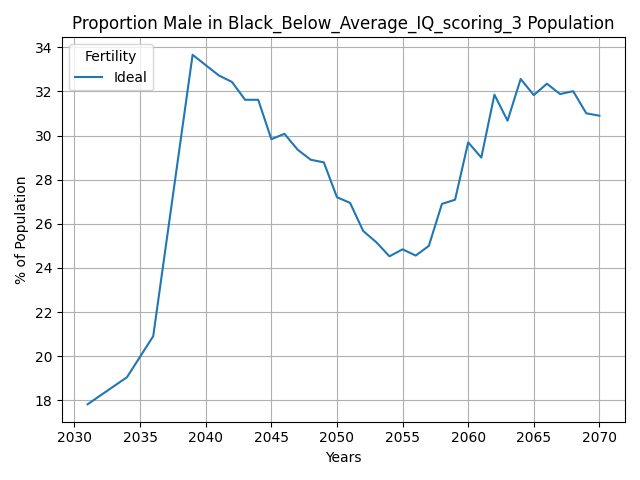 Proportion Male in Black_Below_Average_IQ_scoring_3 Population
Fertility
Ideal
% of Population
34
32
30
28
26
24
22
20
18
2030 2035 2040 2045 2050 2055 2060 2065 2070
Years